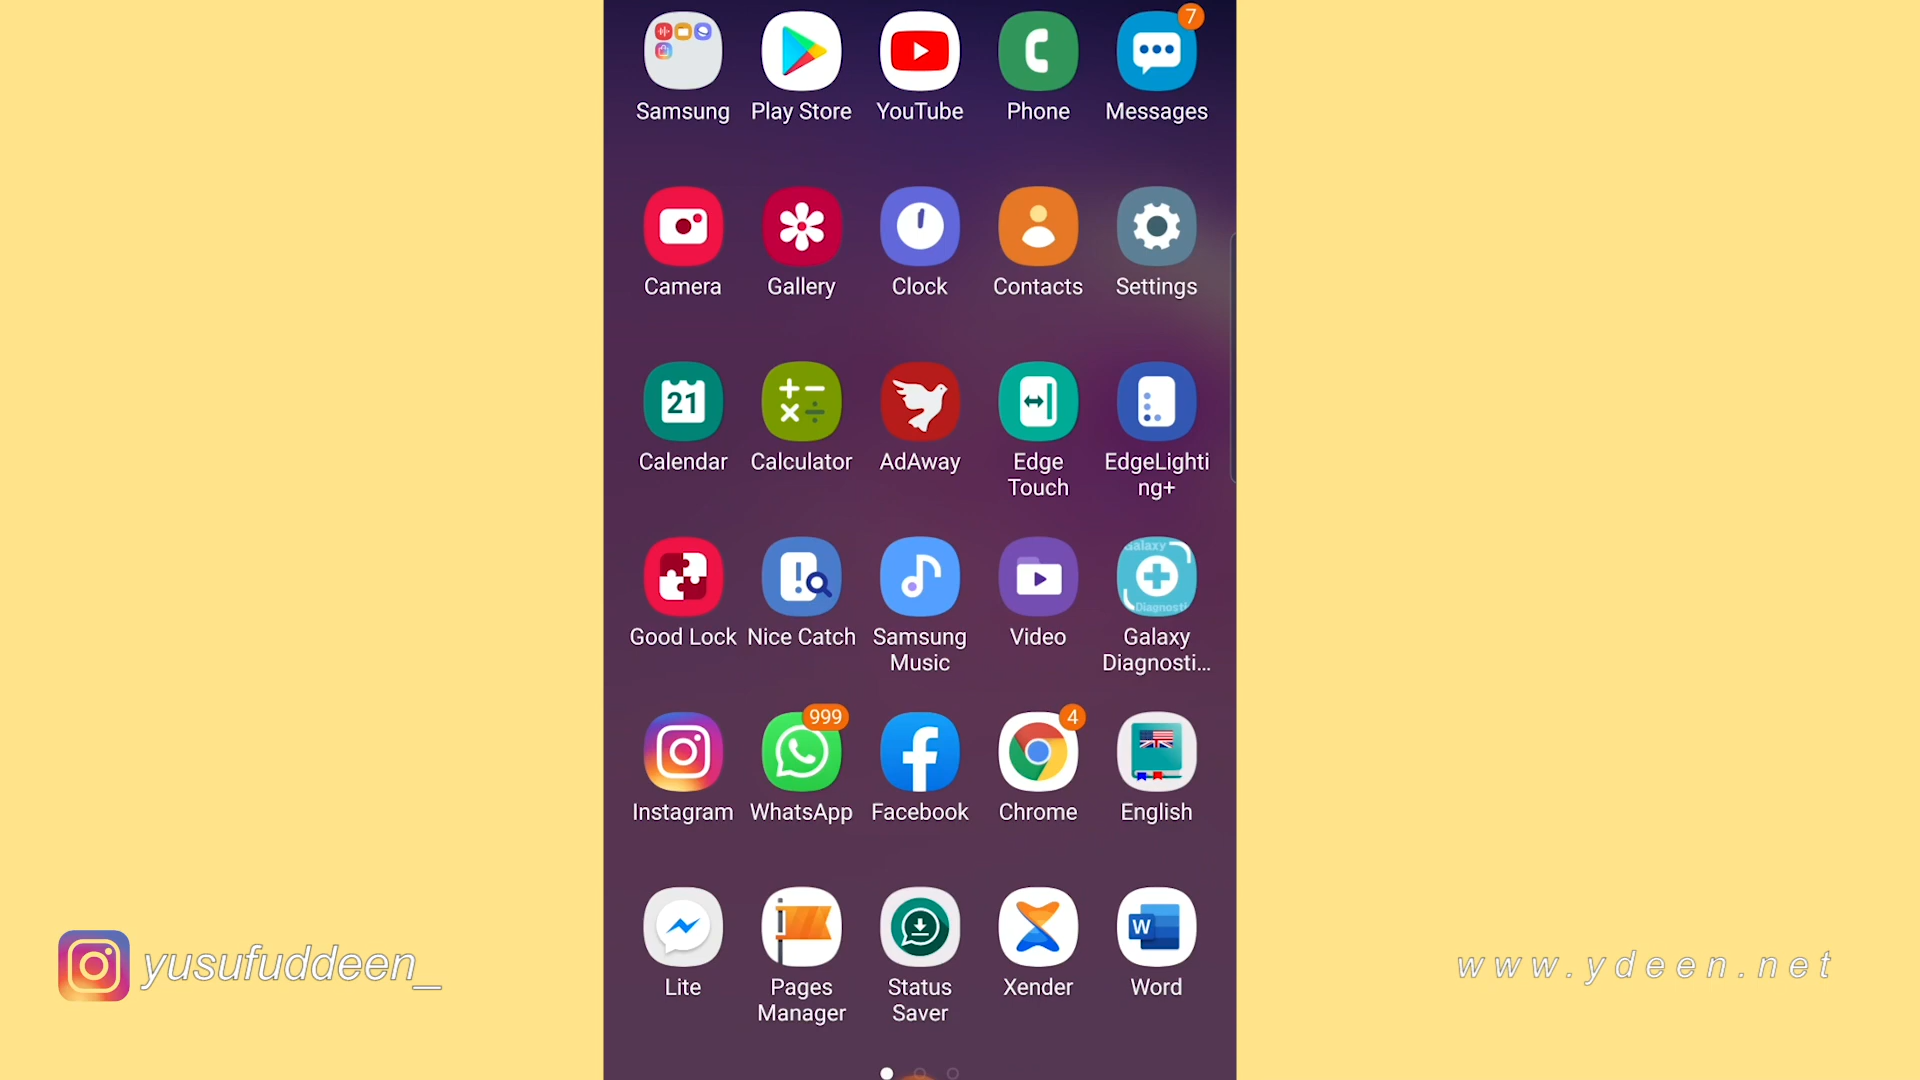 7
Samsung Play Store YouTube Phone Messages
Camera Gallery Clock Contacts Settings
21
Calendar Calculator AdAway Edge Touch EdgeLighti ng+
Galaxy
Diagnosti
Good Lock Nice Catch Samsung Music Video Galaxy Diagnosti...
999 4
Instagram WhatsApp Facebook Chrome English
W
Lite Pages Manager Status Saver Xender Word
yusufuddeen_
www.ydeen.net